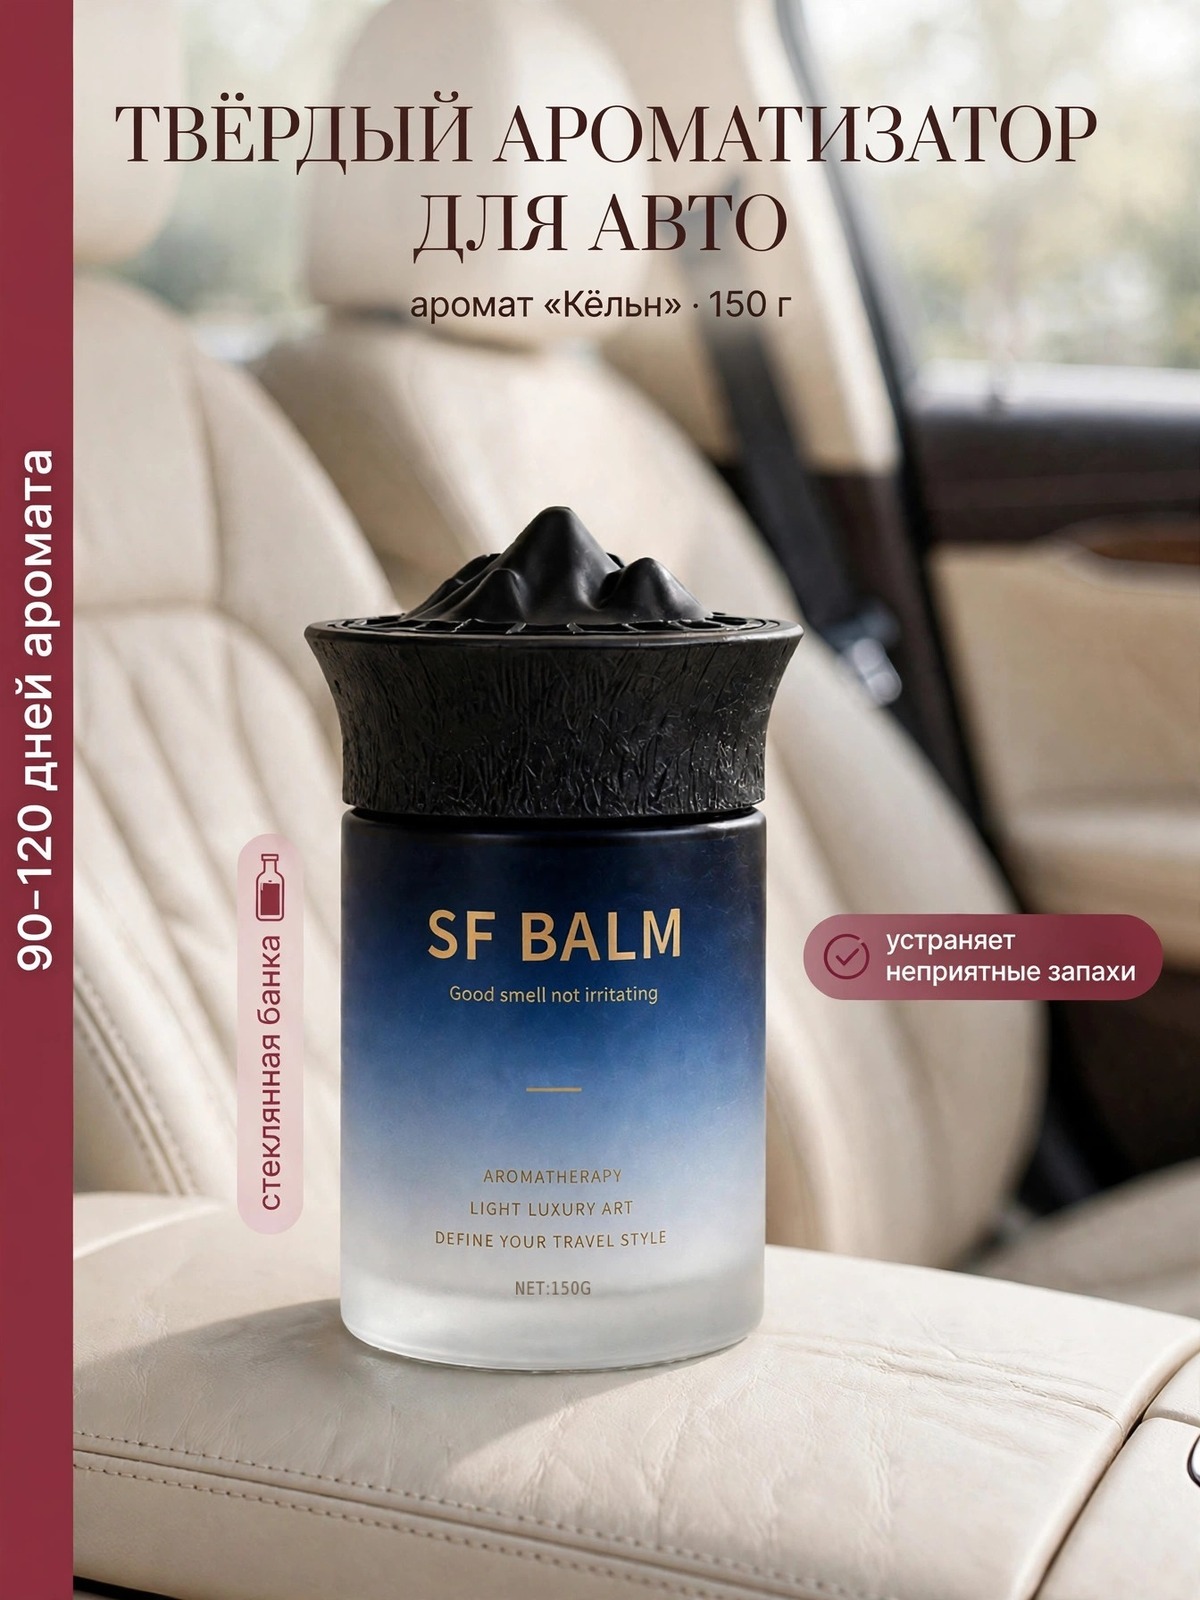 ТВЁРДЫЙ АРОМАТИЗАТОР
ДЛЯ АВТО
аромат «Кёльн» · 150 г
90–120 дней аромата
стеклянная банка
SF BALM
Good smell not irritating
AROMATHERAPY
LIGHT LUXURY ART
DEFINE YOUR TRAVEL STYLE
NET:150G
устраняет
неприятные запахи